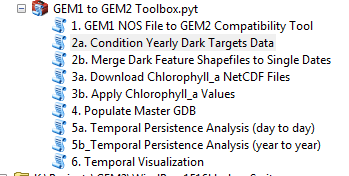 GEM1 to GEM2 Toolbox.pyt
1. GEM1 NOS File to GEM2 Compatibility Tool
2a. Condition Yearly Dark Targets Data
2b. Merge Dark Feature Shapefiles to Single Dates
3a. Download Chlorophyll_a NetCDF Files
3b. Apply Chlorophyll_a Values
4. Populate Master GDB
5a. Temporal Persistence Analysis (day to day)
5b_Temporal Persistence Analysis (year to year)
6. Temporal Visualization